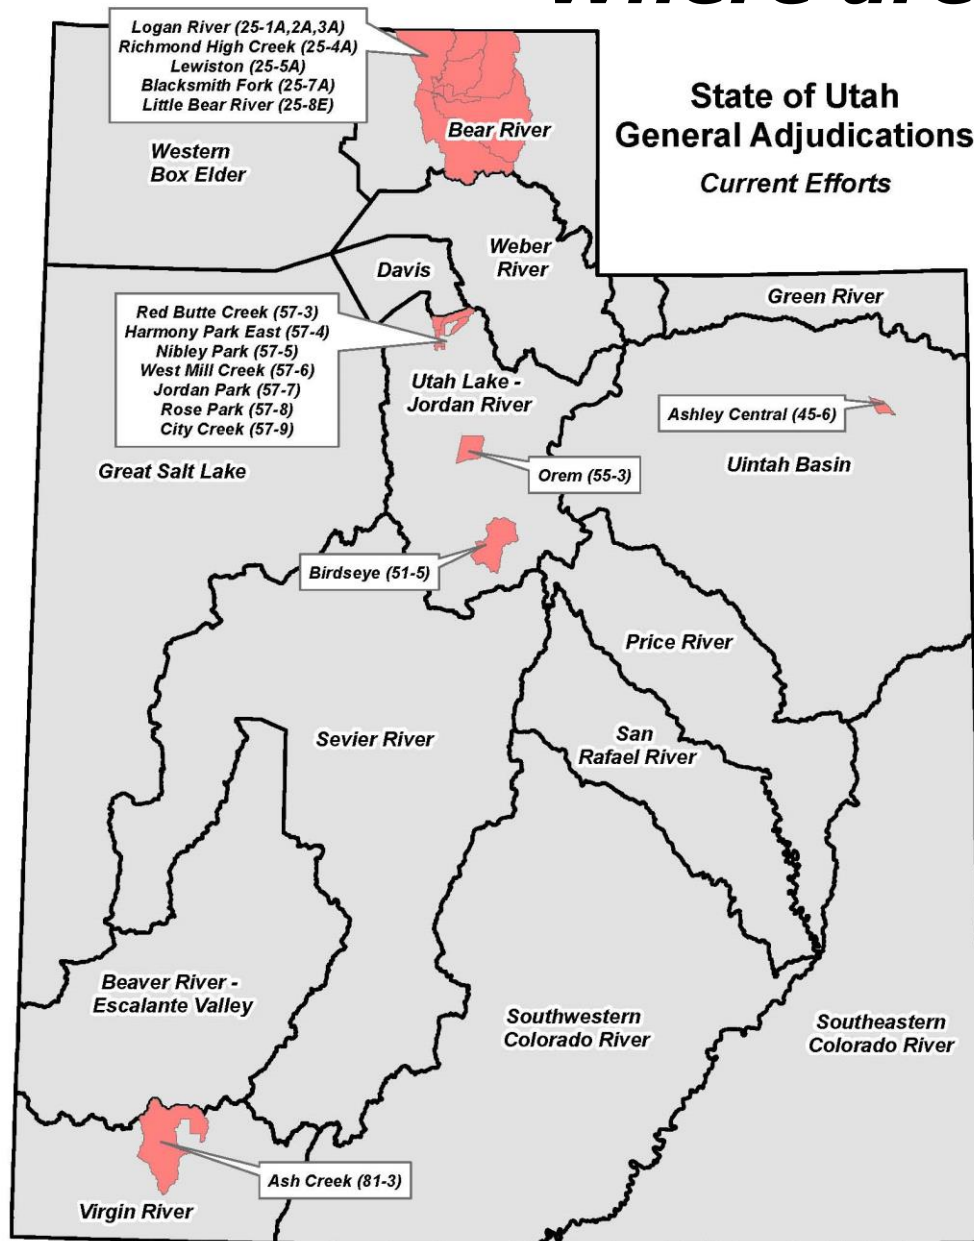 Where are
State of Utah
General Adjudications
Current Efforts
Logan River (25-1A,2A,3A)
Richmond High Creek (25-4A)
Lewiston (25-5A)
Blacksmith Fork (25-7A)
Little Bear River (25-8E)
Bear River
Western
Box Elder
Weber
River
Davis
Green River
Red Butte Creek (57-3)
Harmony Park East (57-4)
Nibley Park (57-5)
West Mill Creek (57-6)
Jordan Park (57-7)
Rose Park (57-8)
City Creek (57-9)
Utah Lake -
Jordan River
Ashley Central (45-6)
Great Salt Lake
Orem (55-3)
Uintah Basin
Birdseye (51-5)
Price River
Sevier River
San
Rafael River
Beaver River -
Escalante Valley
Southwestern
Colorado River
Southeastern
Colorado River
Ash Creek (81-3)
Virgin River